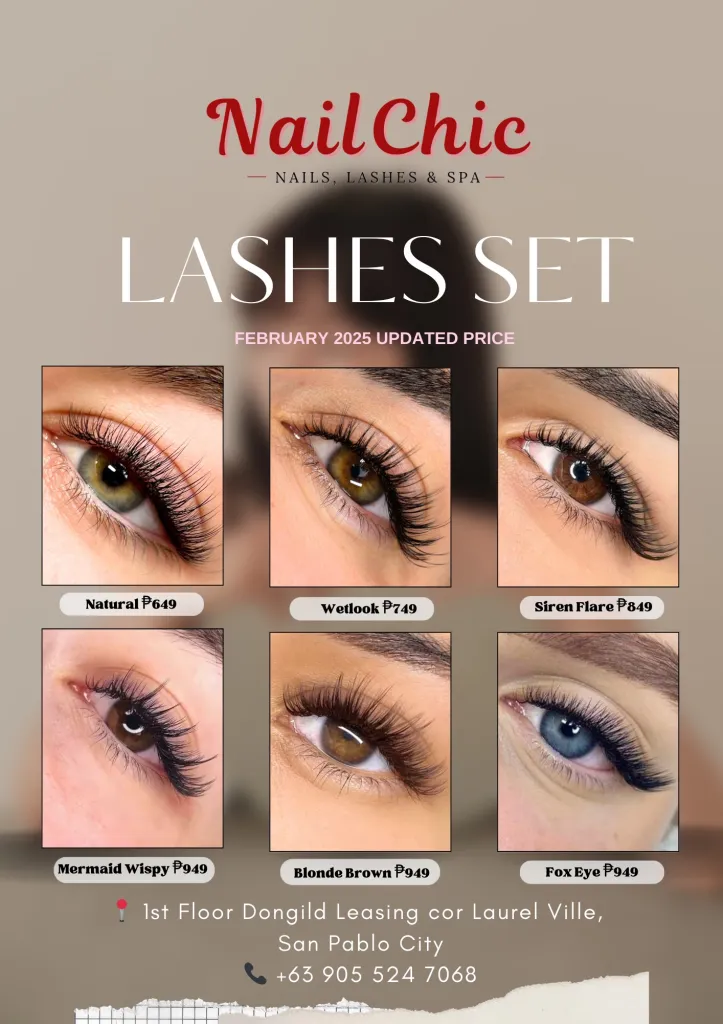 Nail Chic
NAILS, LASHES & SPA
LASHES SET
FEBRUARY 2025 UPDATED PRICE
Natural ₱649
Wetlook ₱749
Siren Flare ₱849
Mermaid Wispy ₱949
Blonde Brown ₱949
Fox Eye ₱949
📍 1st Floor Dongild Leasing cor Laurel Ville,
San Pablo City
📞 +63 905 524 7068